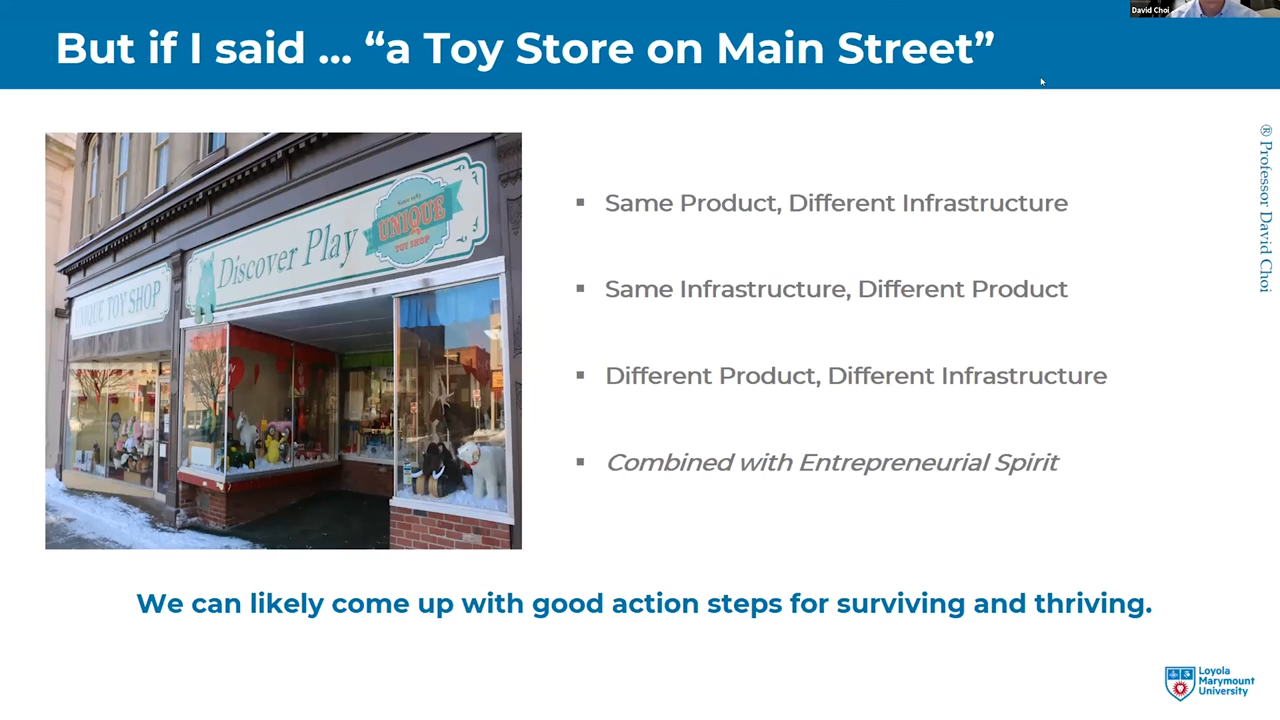 David Choi
But if I said ... “a Toy Store on Main Street”
® Professor David Choi
UNIQUE TOY SHOP
Discover Play
Since 1983
UNIQUE
TOY SHOP
▪ Same Product, Different Infrastructure
▪ Same Infrastructure, Different Product
▪ Different Product, Different Infrastructure
▪ Combined with Entrepreneurial Spirit
We can likely come up with good action steps for surviving and thriving.
Loyola
Marymount
University